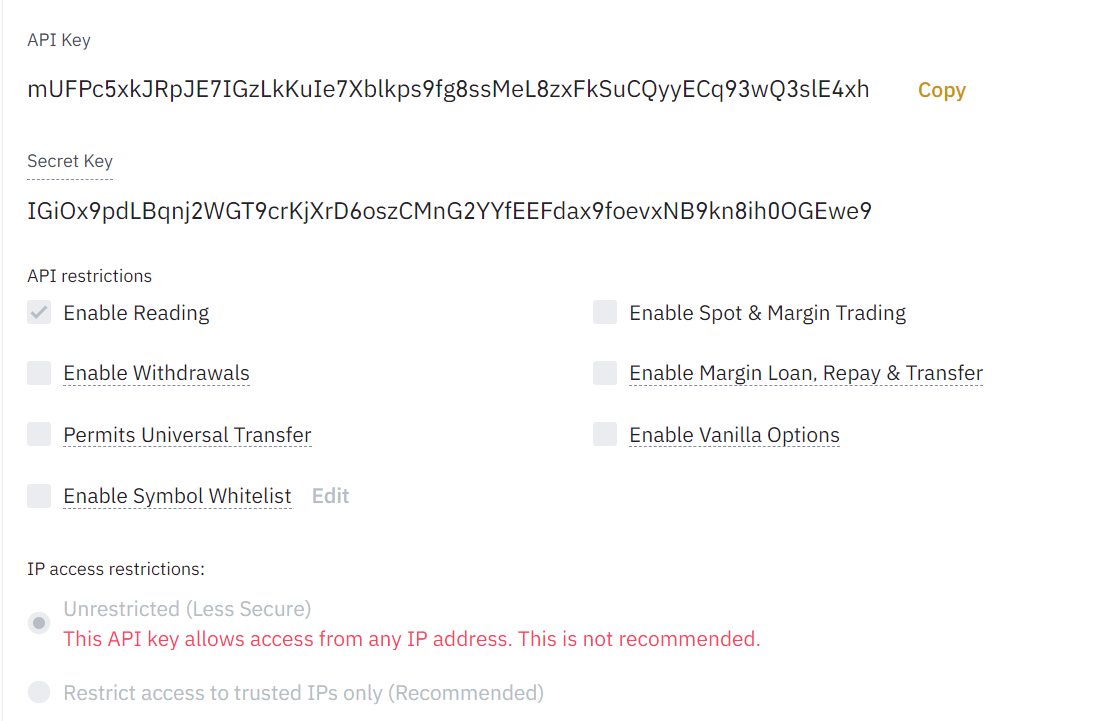 API Key
mUFPc5xkJRpJE7IGzLkKuIe7Xblkps9fg8ssMeL8zxFkSuCQyyECq93wQ3slE4xh Copy
Secret Key
IGiOx9pdLBqnj2WGT9crKjXrD6oszCMnG2YYfEEFdax9foevxNB9kn8ih0OGEwe9
API restrictions
Enable Reading Enable Spot & Margin Trading
Enable Withdrawals Enable Margin Loan, Repay & Transfer
Permits Universal Transfer Enable Vanilla Options
Enable Symbol Whitelist Edit
IP access restrictions:
Unrestricted (Less Secure)
This API key allows access from any IP address. This is not recommended.
Restrict access to trusted IPs only (Recommended)